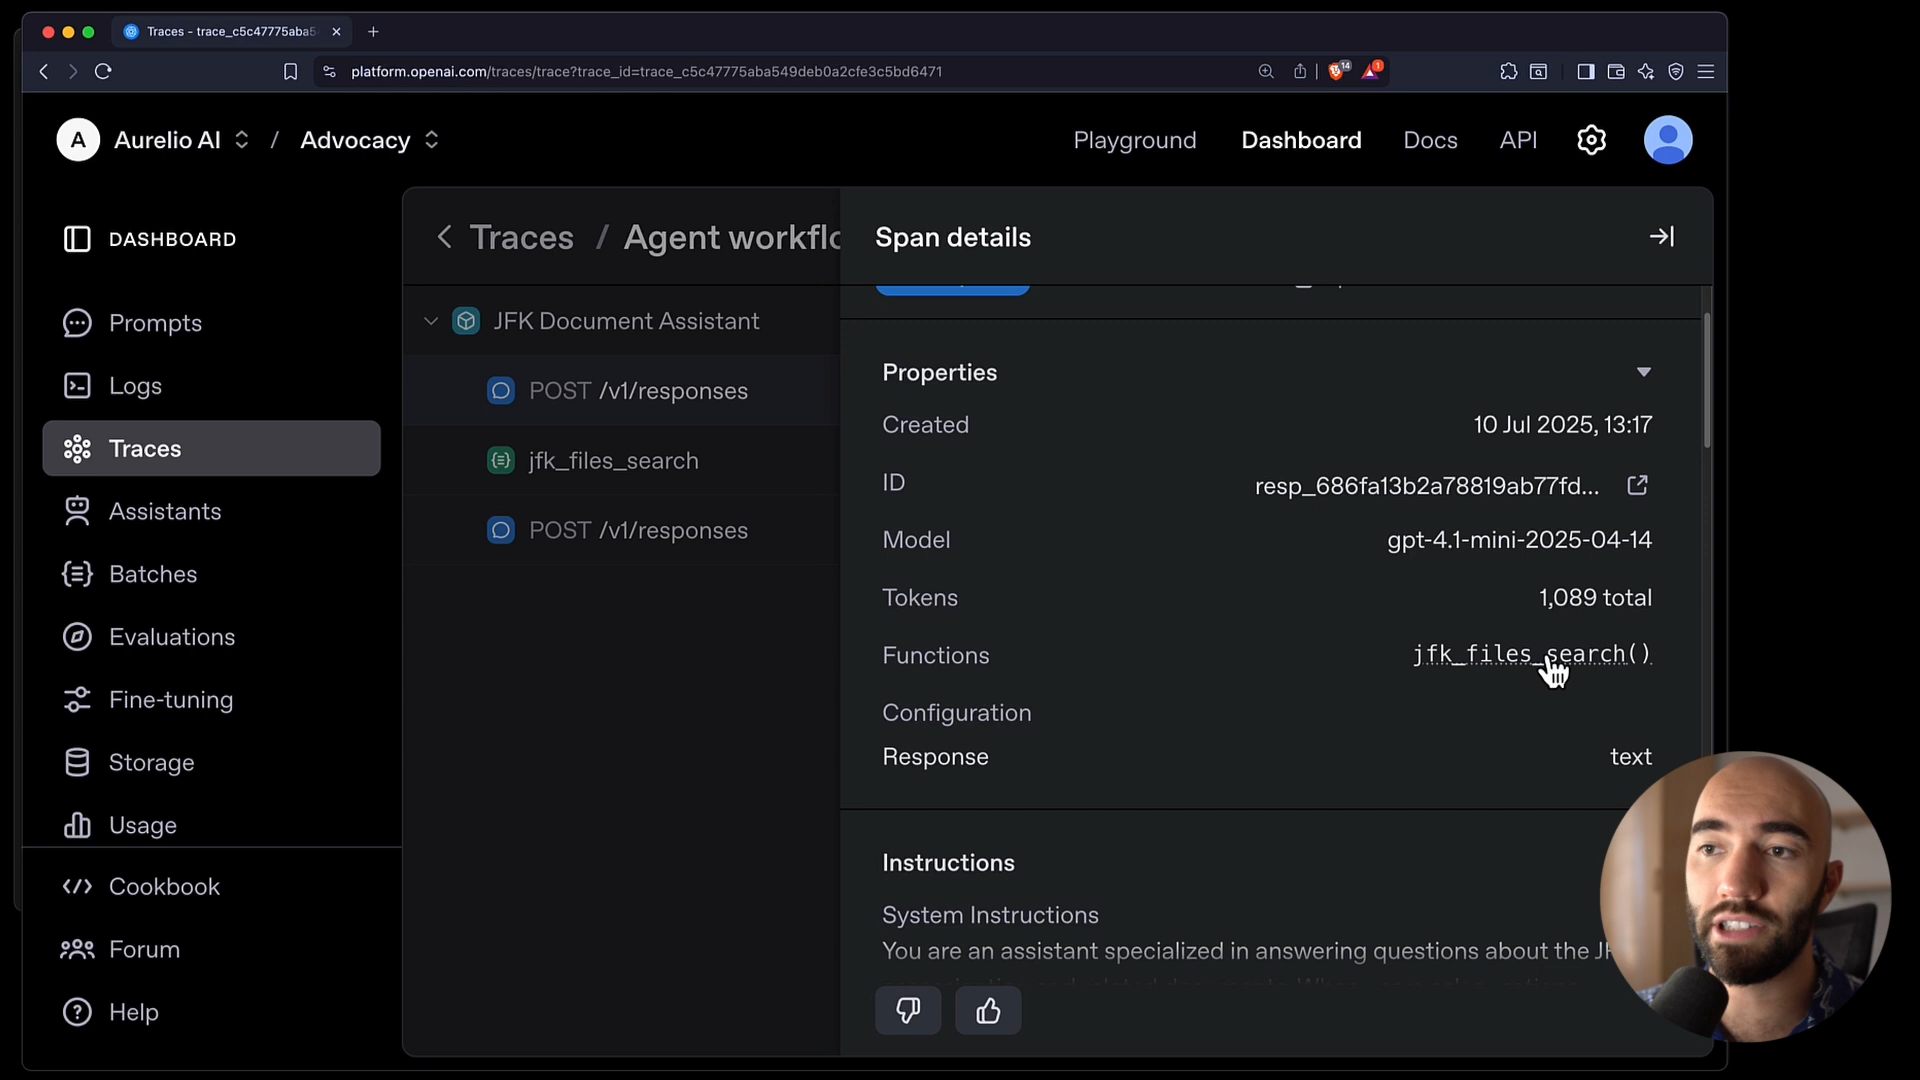 Traces - trace_c5c47775aba5
platform.openai.com/traces/trace?trace_id=trace_c5c47775aba549deb0a2cfe3c5bd6471
14
1
A
Aurelio AI / Advocacy
Playground
Dashboard
Docs
API
DASHBOARD
Prompts
Logs
Traces
Assistants
Batches
Evaluations
Fine-tuning
Storage
Usage
Cookbook
Forum
Help
Traces / Agent workflo
JFK Document Assistant
POST /v1/responses
jfk_files_search
POST /v1/responses
Span details
Properties
Created 10 Jul 2025, 13:17
ID resp_686fa13b2a78819ab77fd...
Model gpt-4.1-mini-2025-04-14
Tokens 1,089 total
Functions jfk_files_search()
Configuration
Response text
Instructions
System Instructions
You are an assistant specialized in answering questions about the